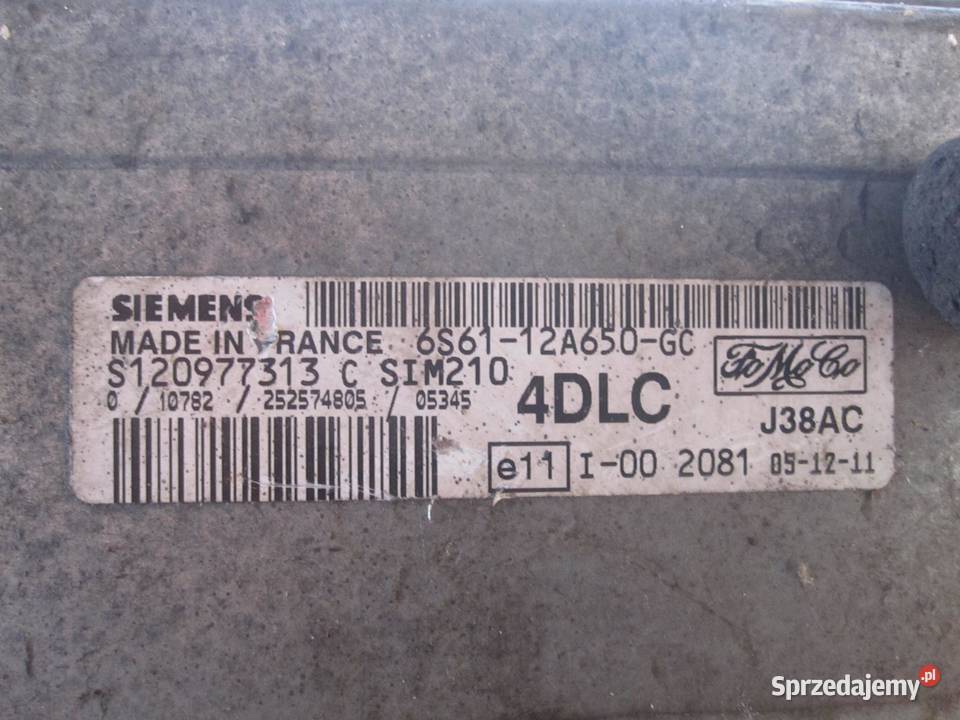 SIEMENS
MADE IN FRANCE 6S61-12A650-GC
S120977313 C SIM210
FoMoCo
0 / 10782 / 252574805 / 05345
4DLC
J38AC
e11 I-00 2081 05-12-11
Sprzedajemy.pl